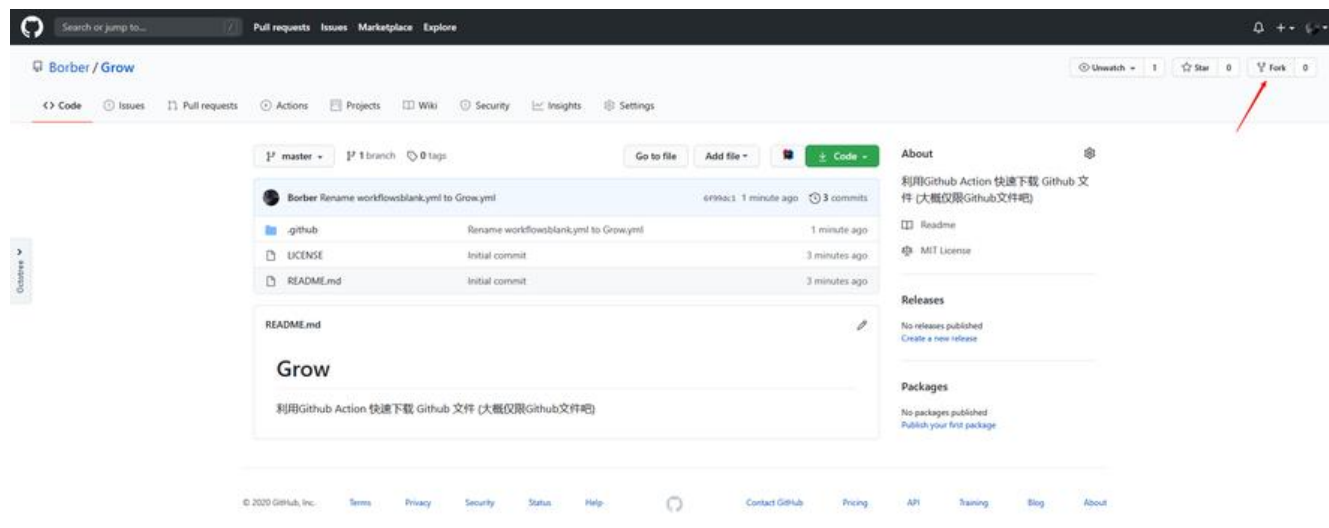 Search or jump to... / Pull requests Issues Marketplace Explore
Borber / Grow Unwatch 1 Star 0 Fork 0
Code Issues Pull requests Actions Projects Wiki Security Insights Settings
master 1 branch 0 tags Go to file Add file Code
About
利用Github Action 快速下载 Github 文
件 (大概仅限Github文件吧)
Readme
MIT License
Borber Rename workflowsblank.yml to Grow.yml 1 minute ago 3 commits
.github Rename workflowsblank.yml to Grow.yml 1 minute ago
LICENSE Initial commit 3 minutes ago
README.md Initial commit 3 minutes ago
Octotree
Releases
No releases published
Create a new release
README.md
Grow
利用Github Action 快速下载 Github 文件 (大概仅限Github文件吧)
Packages
No packages published
Publish your first package
© 2020 GitHub, Inc. Terms Privacy Security Status Help Contact GitHub Pricing API Training Blog About